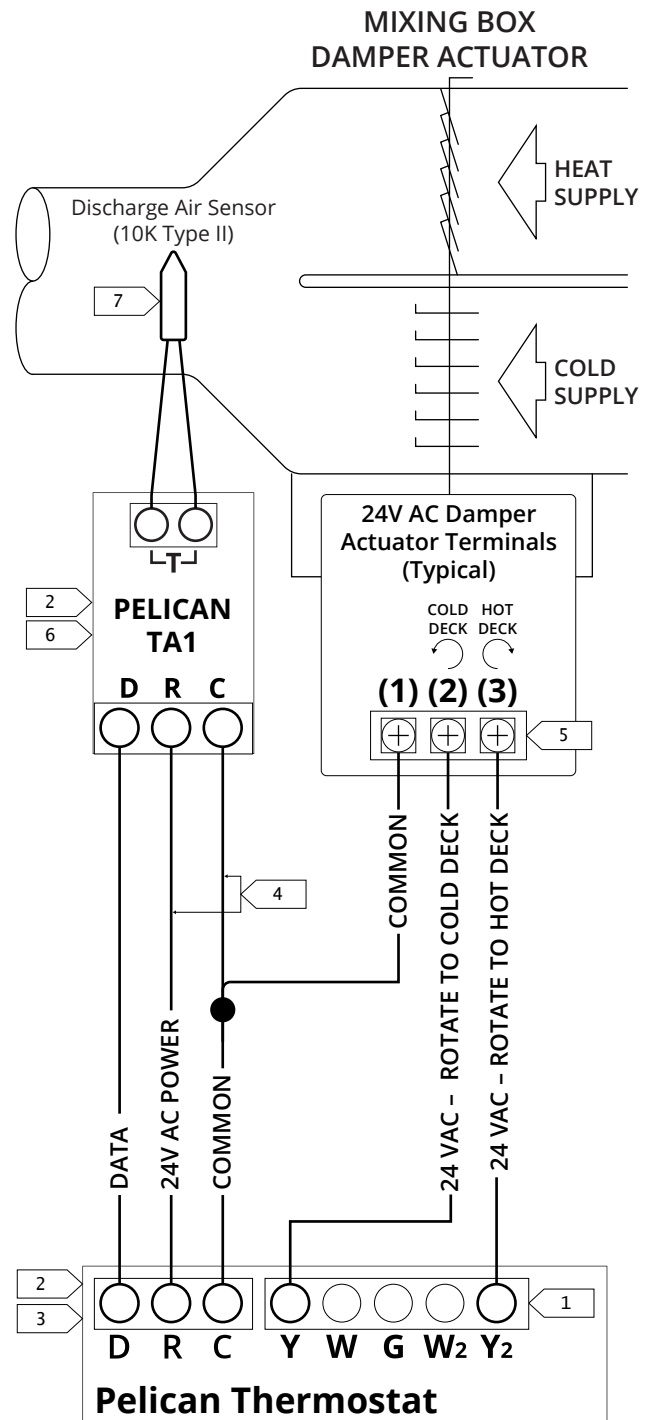 MIXING BOX
DAMPER ACTUATOR
HEAT
SUPPLY
Discharge Air Sensor
(10K Type II)
7
COLD
SUPPLY
24V AC Damper
Actuator Terminals
(Typical)
COLD DECK
HOT DECK
(1) (2) (3)
5
T
2
6
PELICAN
TA1
D R C
4
COMMON
24 VAC – ROTATE TO COLD DECK
24 VAC – ROTATE TO HOT DECK
DATA
24V AC POWER
COMMON
2
3
1
D R C Y W G W2 Y2
Pelican Thermostat